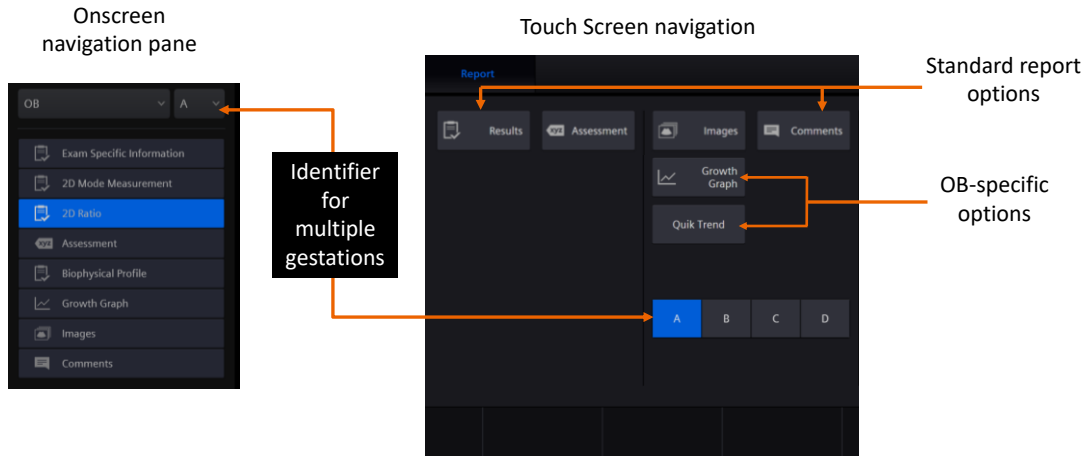 Onscreen
navigation pane
OB
A
Exam Specific Information
2D Mode Measurement
2D Ratio
xyz Assessment
Biophysical Profile
Growth Graph
Images
Comments
Identifier
for
multiple
gestations
Touch Screen navigation
Report
Results
xyz Assessment
Images
Comments
Growth
Graph
Quik Trend
A B C D
Standard report
options
OB-specific
options